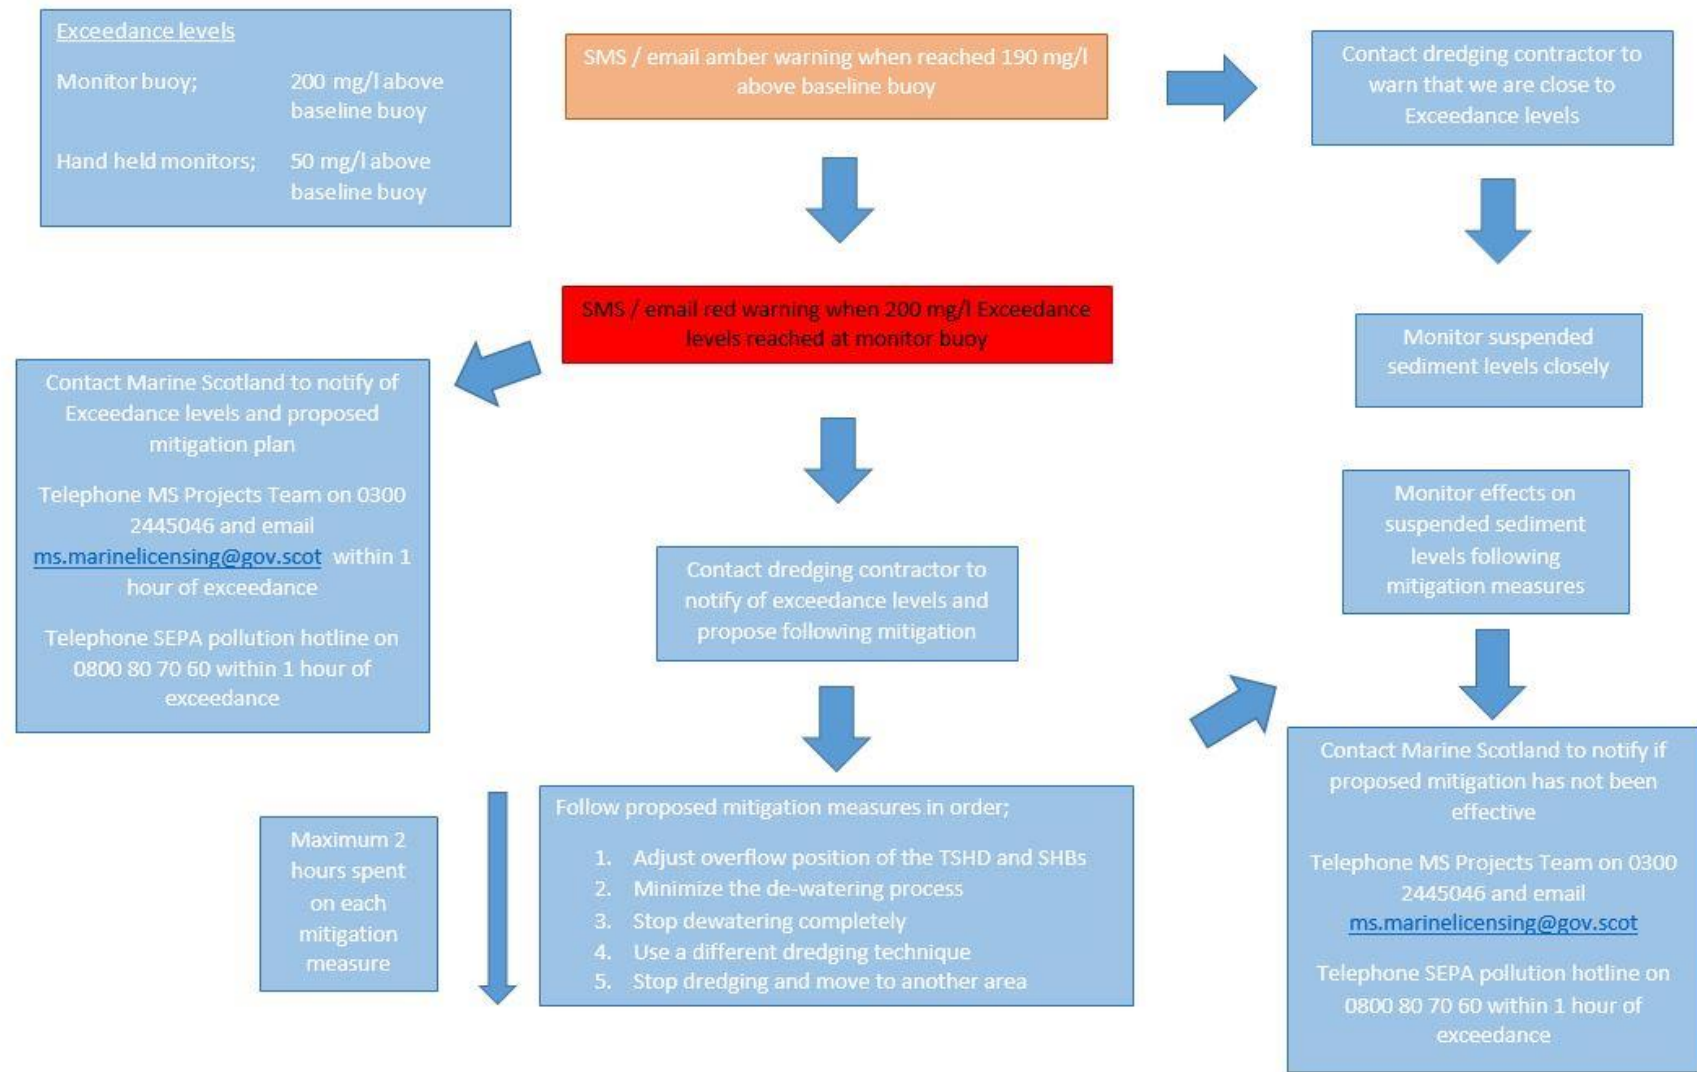 Exceedance levels
Monitor buoy; 200 mg/l above
baseline buoy
Hand held monitors; 50 mg/l above
baseline buoy
SMS / email amber warning when reached 190 mg/l
above baseline buoy
Contact dredging contractor to
warn that we are close to
Exceedance levels
SMS / email red warning when 200 mg/l Exceedance
levels reached at monitor buoy
Monitor suspended
sediment levels closely
Contact Marine Scotland to notify of
Exceedance levels and proposed
mitigation plan
Telephone MS Projects Team on 0300
2445046 and email
ms.marinelicensing@gov.scot within 1
hour of exceedance
Telephone SEPA pollution hotline on
0800 80 70 60 within 1 hour of
exceedance
Contact dredging contractor to
notify of exceedance levels and
propose following mitigation
Monitor effects on
suspended sediment
levels following
mitigation measures
Maximum 2
hours spent
on each
mitigation
measure
Follow proposed mitigation measures in order;
1. Adjust overflow position of the TSHD and SHBs
2. Minimize the de-watering process
3. Stop dewatering completely
4. Use a different dredging technique
5. Stop dredging and move to another area
Contact Marine Scotland to notify if
proposed mitigation has not been
effective
Telephone MS Projects Team on 0300
2445046 and email
ms.marinelicensing@gov.scot
Telephone SEPA pollution hotline on
0800 80 70 60 within 1 hour of
exceedance